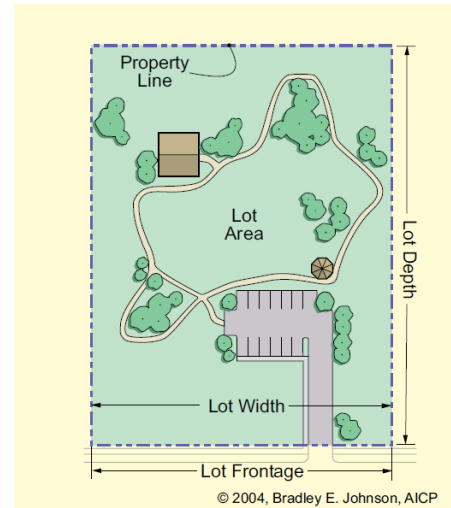 Property
Line
Lot
Area
Lot Depth
Lot Width
Lot Frontage
© 2004, Bradley E. Johnson, AICP